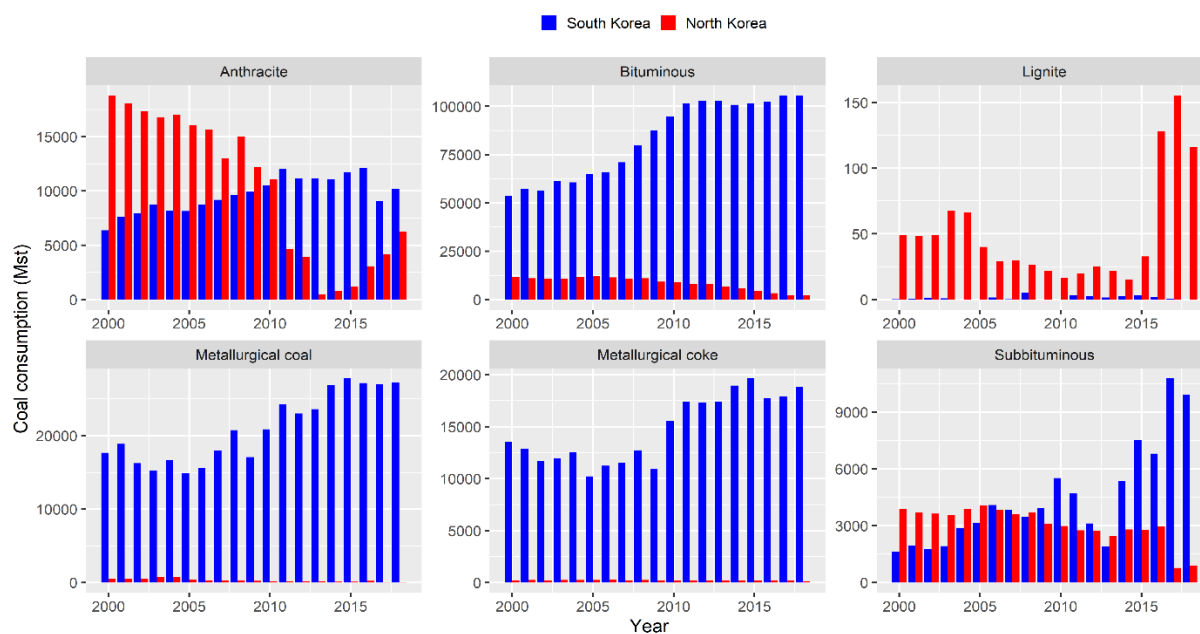 South Korea North Korea
Anthracite
Bituminous
Lignite
Coal consumption (Mst)
15000
10000
5000
0
2000 2005 2010 2015
100000
75000
50000
25000
0
2000 2005 2010 2015
150
100
50
0
2000 2005 2010 2015
Metallurgical coal
Metallurgical coke
Subbituminous
20000
10000
0
2000 2005 2010 2015
20000
15000
10000
5000
0
2000 2005 2010 2015
9000
6000
3000
0
2000 2005 2010 2015
Year